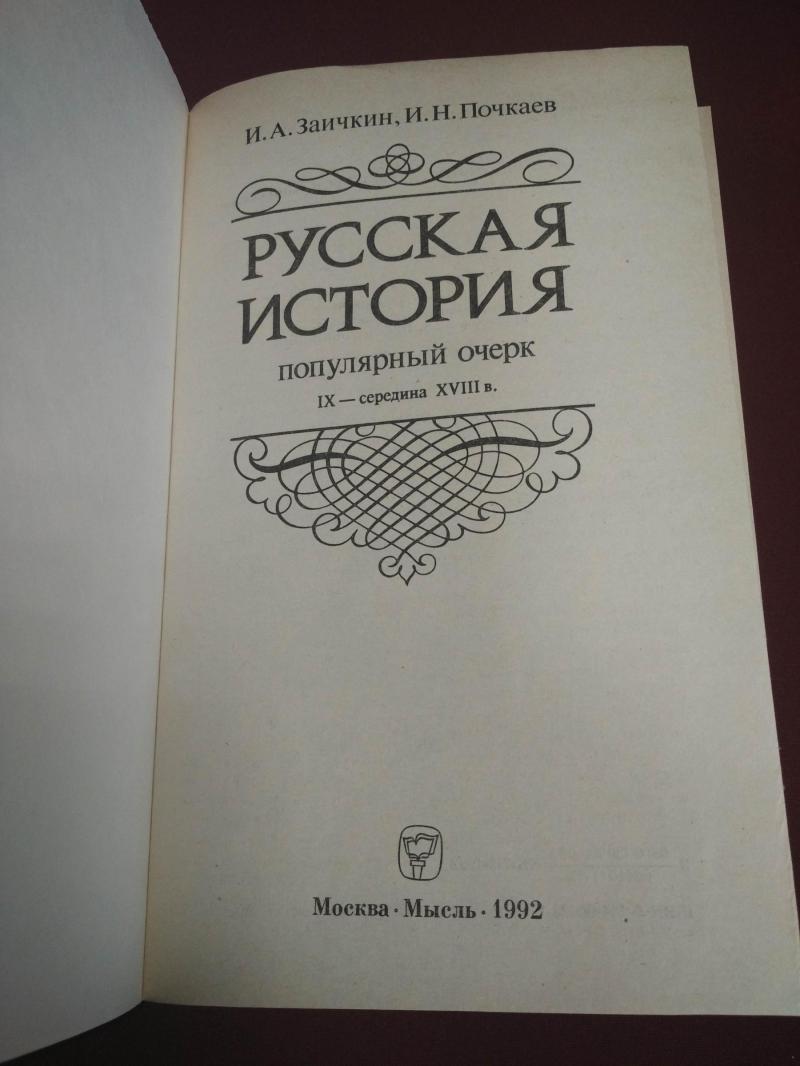 И. А. Заичкин, И. Н. Почкаев
РУССКАЯ
ИСТОРИЯ
популярный очерк
IX — середина XVIII в.
Москва · Мысль · 1992